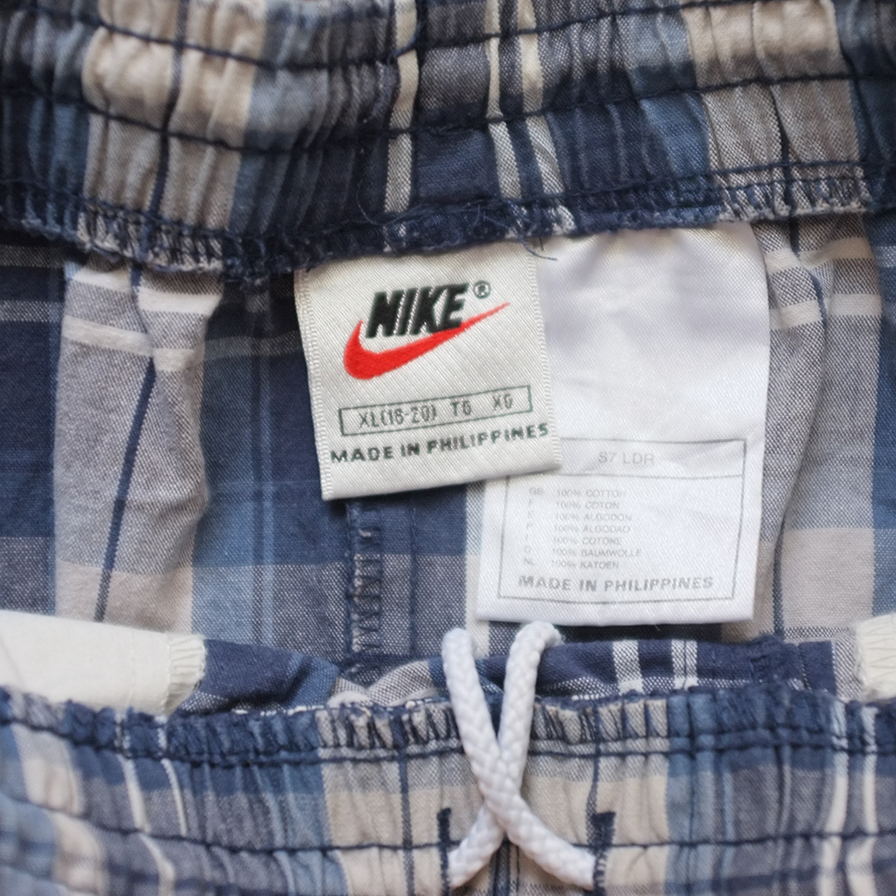 NIKE®
XL(18-20) TG XG
MADE IN PHILIPPINES
S7 LDR
GB 100% COTTON
F 100% COTON
E 100% ALGODON
P 100% ALGODAO
I 100% COTONE
D 100% BAUMWOLLE
NL 100% KATOEN
MADE IN PHILIPPINES